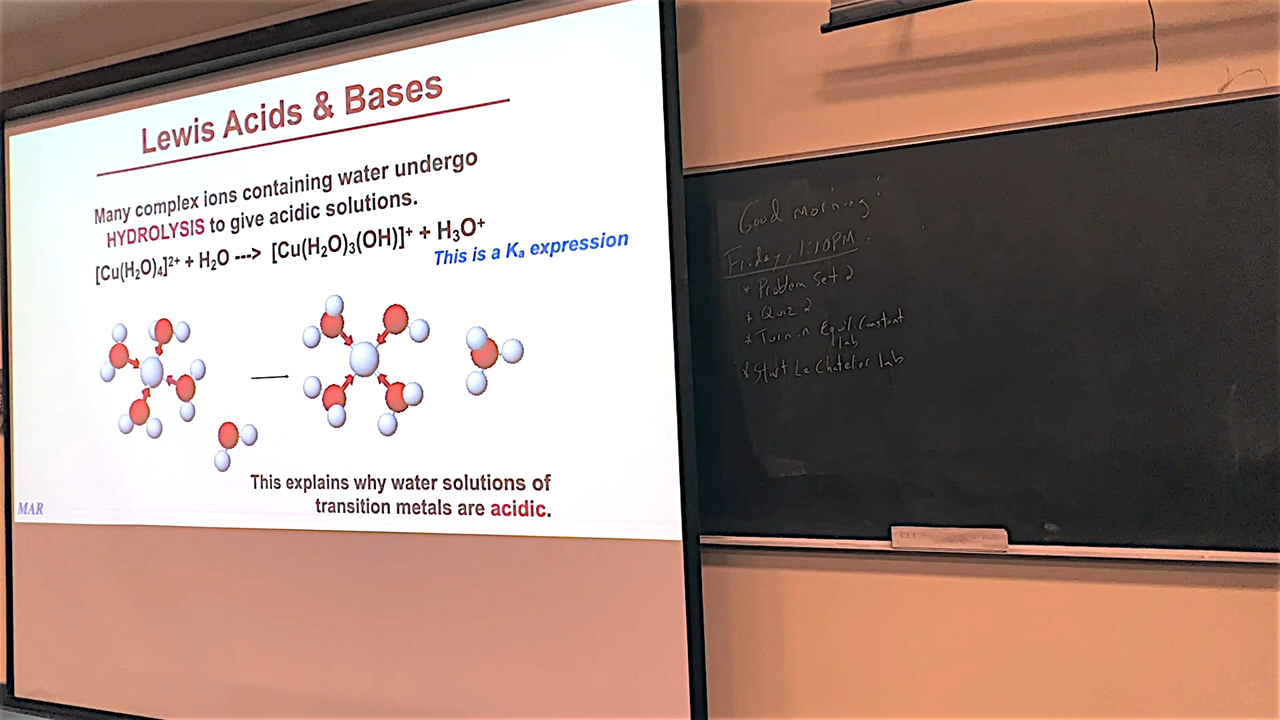 Lewis Acids & Bases
Many complex ions containing water undergo
HYDROLYSIS to give acidic solutions.
[Cu(H₂O)₄]²⁺ + H₂O ---> [Cu(H₂O)₃(OH)]⁺ + H₃O⁺
This is a Kₐ expression
This explains why water solutions of
transition metals are acidic.
MAR
Good morning!
Friday, 1:10PM
* Problem Set 2
* Quiz 2
* Turn in Equil. Constant
lab
* Start Le Chatelier lab